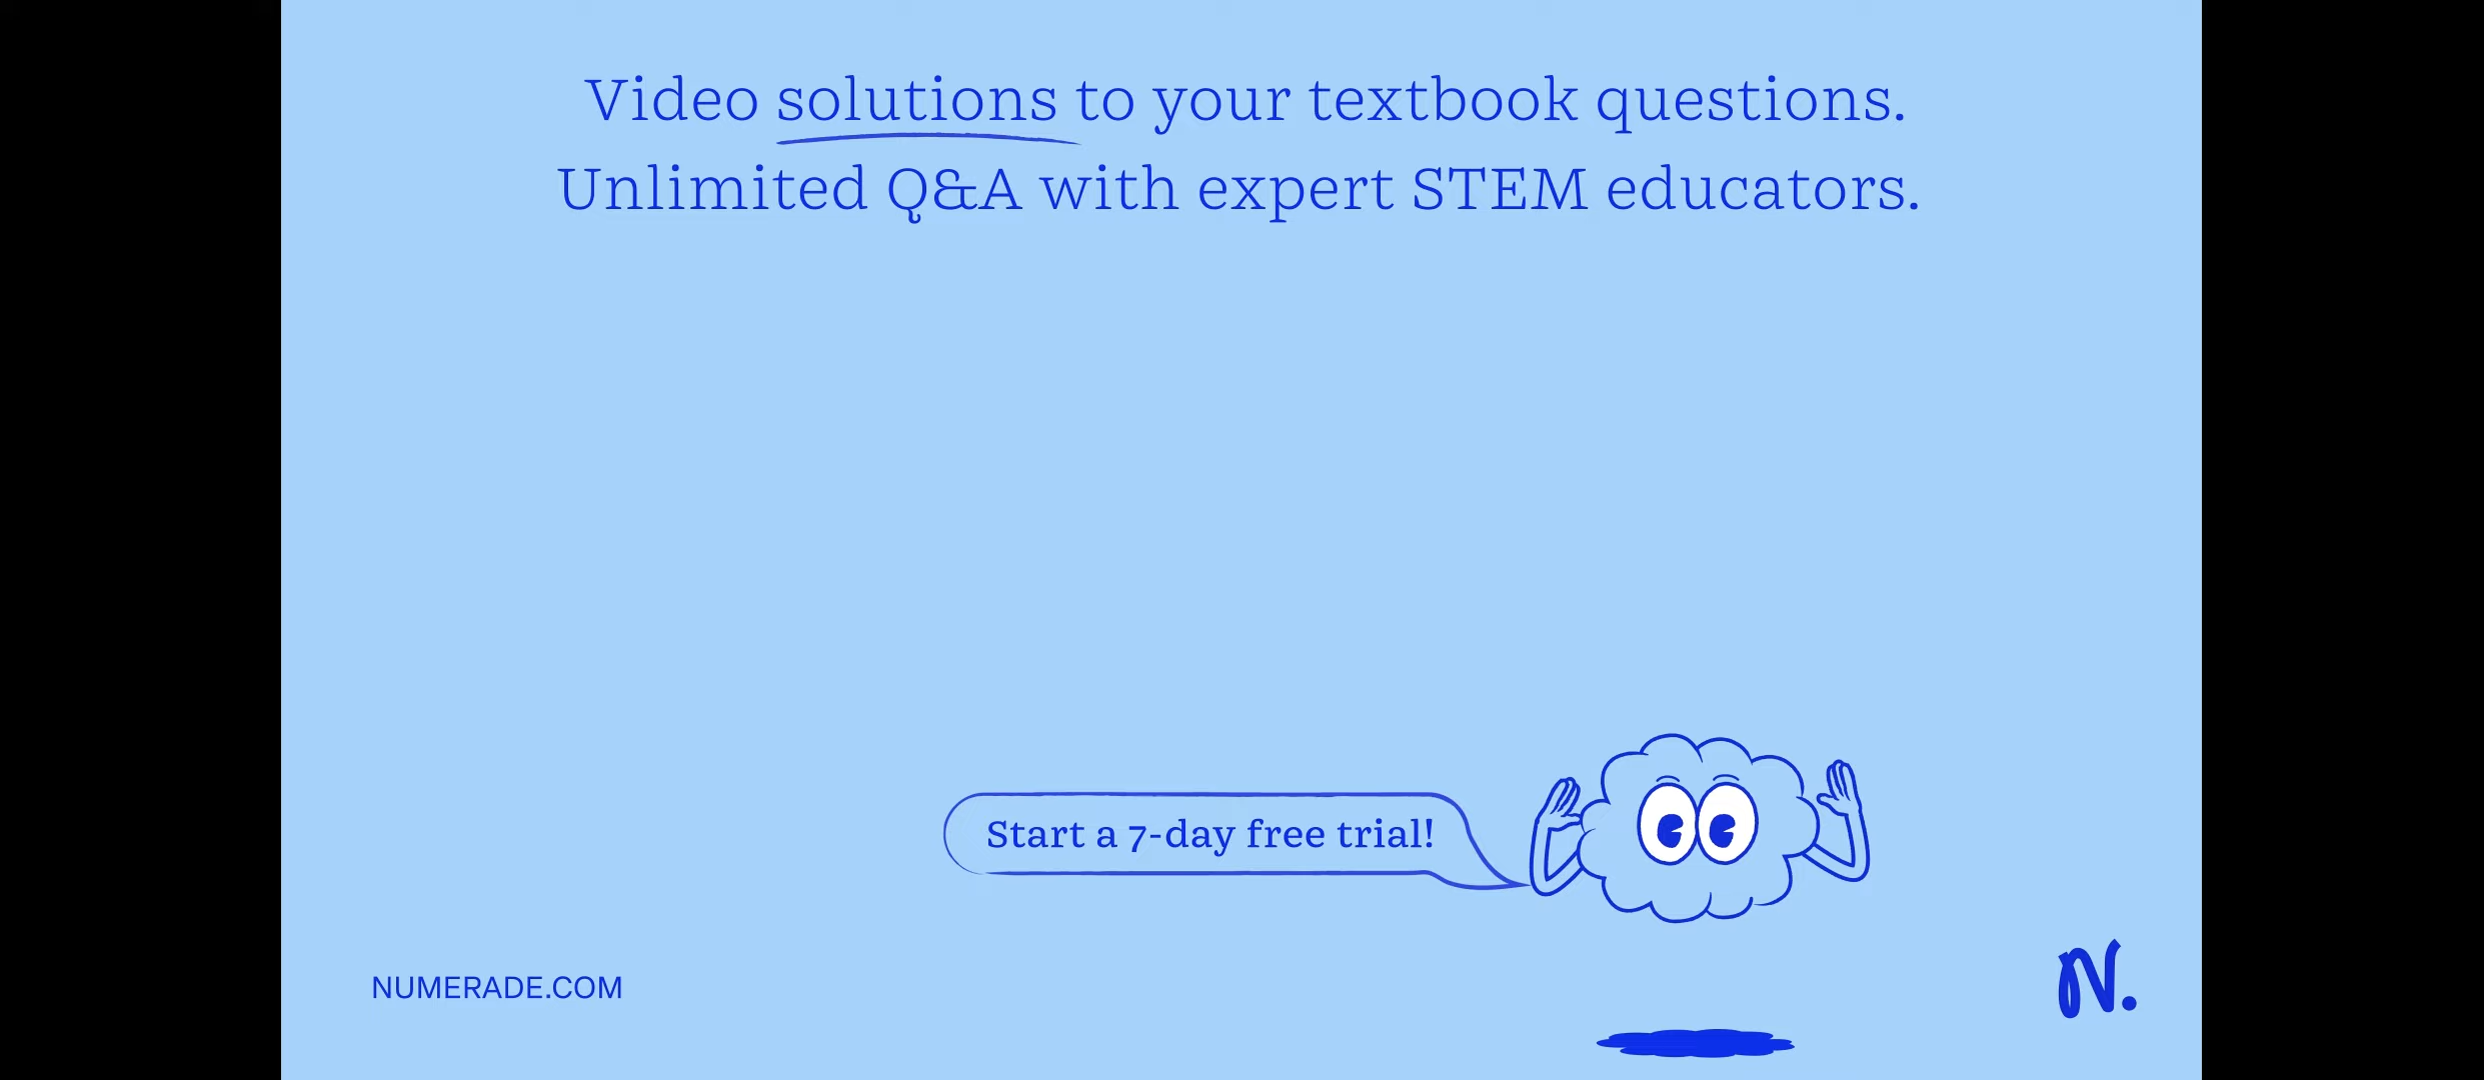 Video solutions to your textbook questions.
Unlimited Q&A with expert STEM educators.
Start a 7-day free trial!
NUMERADE.COM
N.